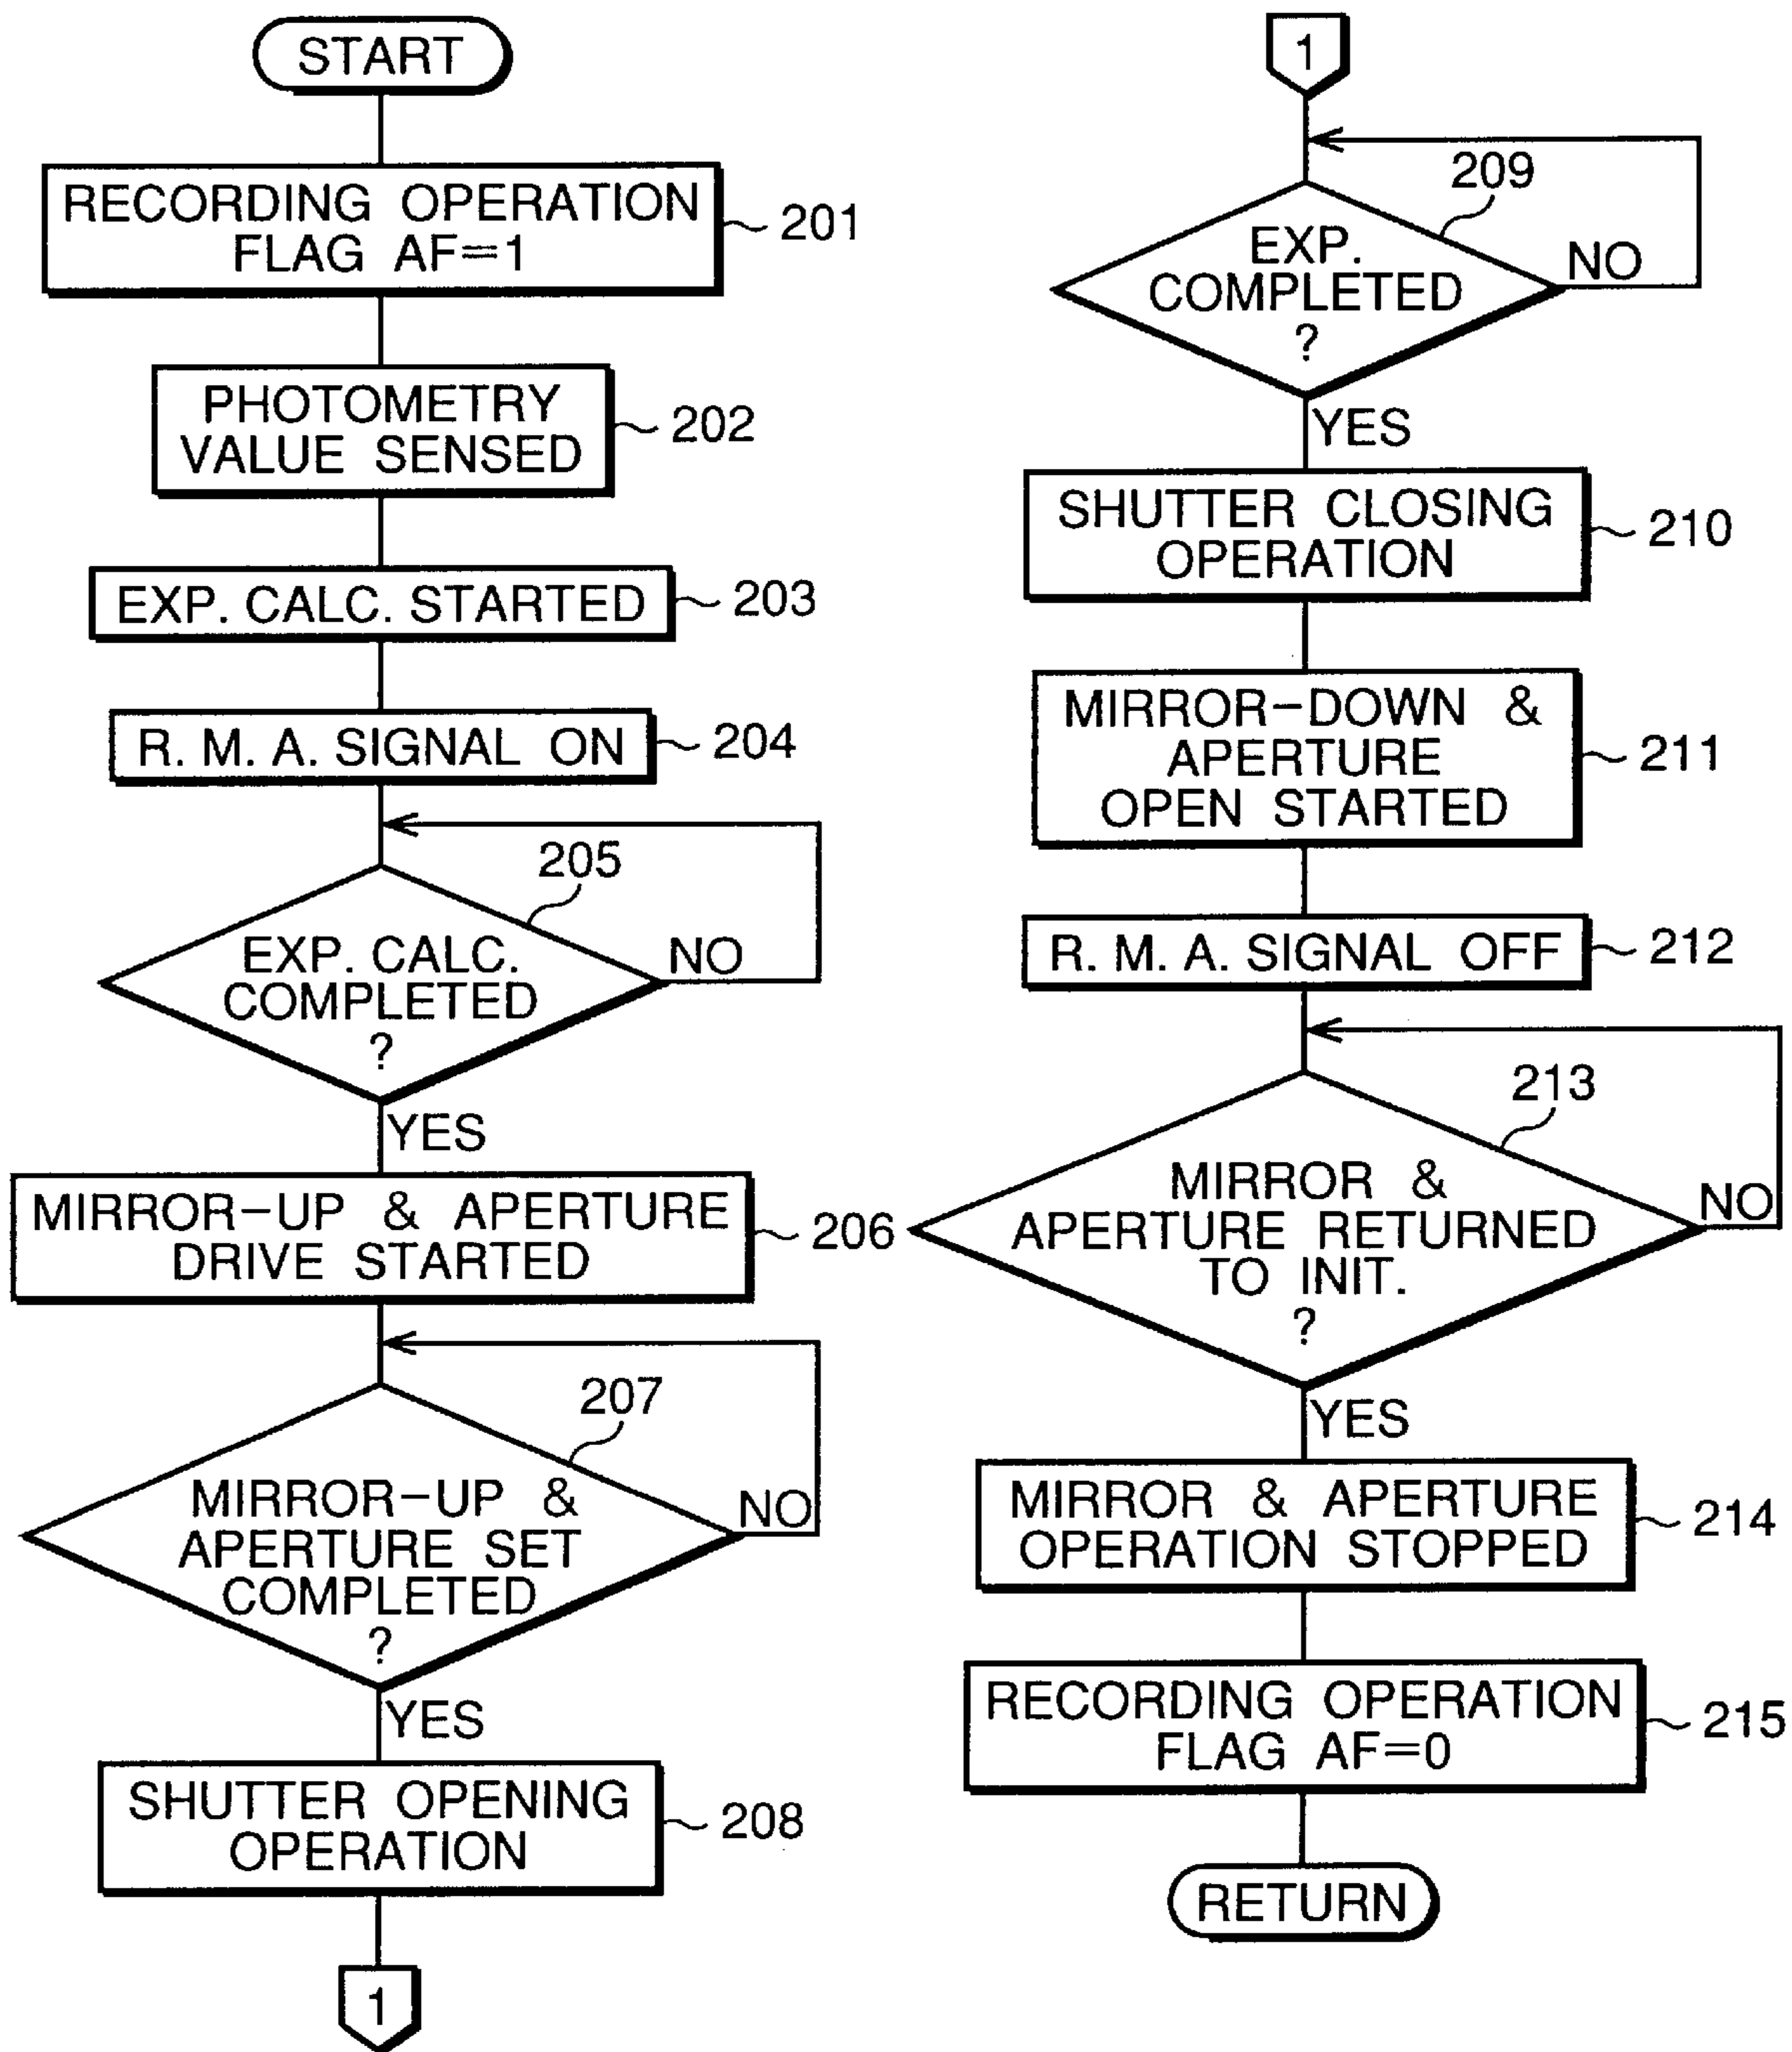 START
RECORDING OPERATION
FLAG AF=1
201
PHOTOMETRY
VALUE SENSED
202
EXP. CALC. STARTED
203
R. M. A. SIGNAL ON
204
205
EXP. CALC.
COMPLETED
?
NO
YES
MIRROR-UP & APERTURE
DRIVE STARTED
206
207
MIRROR-UP &
APERTURE SET
COMPLETED
?
NO
YES
SHUTTER OPENING
OPERATION
208
1
1
209
EXP.
COMPLETED
?
NO
YES
SHUTTER CLOSING
OPERATION
210
MIRROR-DOWN &
APERTURE
OPEN STARTED
211
R. M. A. SIGNAL OFF
212
213
MIRROR &
APERTURE RETURNED
TO INIT.
?
NO
YES
MIRROR & APERTURE
OPERATION STOPPED
214
RECORDING OPERATION
FLAG AF=0
215
RETURN